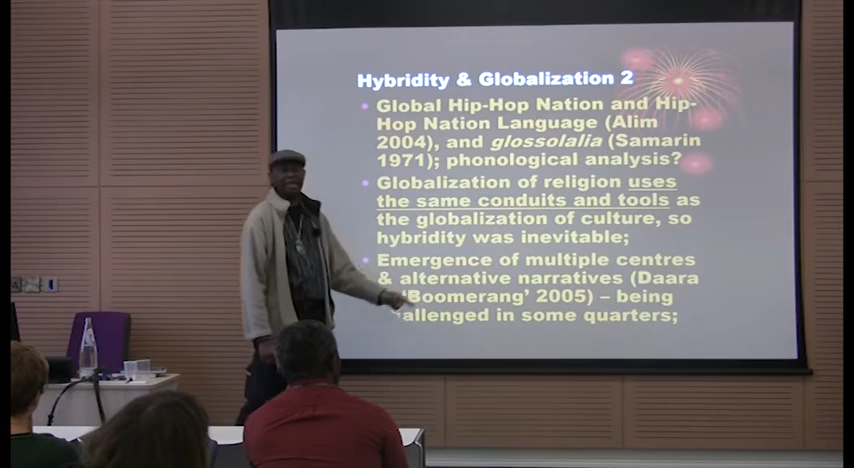 Hybridity & Globalization 2
Global Hip-Hop Nation and Hip-
Hop Nation Language (Alim
2004), and glossolalia (Samarin
1971); phonological analysis?
Globalization of religion uses
the same conduits and tools as
the globalization of culture, so
hybridity was inevitable;
Emergence of multiple centres
& alternative narratives (Daara
'Boomerang' 2005) – being
allenged in some quarters;